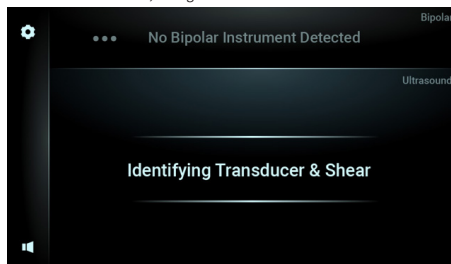 Bipolar
No Bipolar Instrument Detected
Ultrasound
Identifying Transducer & Shear